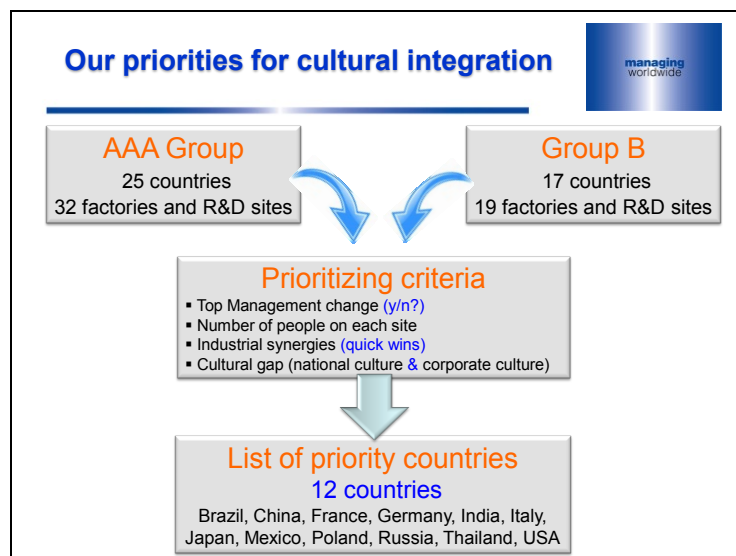 Our priorities for cultural integration
managing
worldwide
AAA Group
25 countries
32 factories and R&D sites
Group B
17 countries
19 factories and R&D sites
Prioritizing criteria
▪ Top Management change (y/n?)
▪ Number of people on each site
▪ Industrial synergies (quick wins)
▪ Cultural gap (national culture & corporate culture)
List of priority countries
12 countries
Brazil, China, France, Germany, India, Italy,
Japan, Mexico, Poland, Russia, Thailand, USA